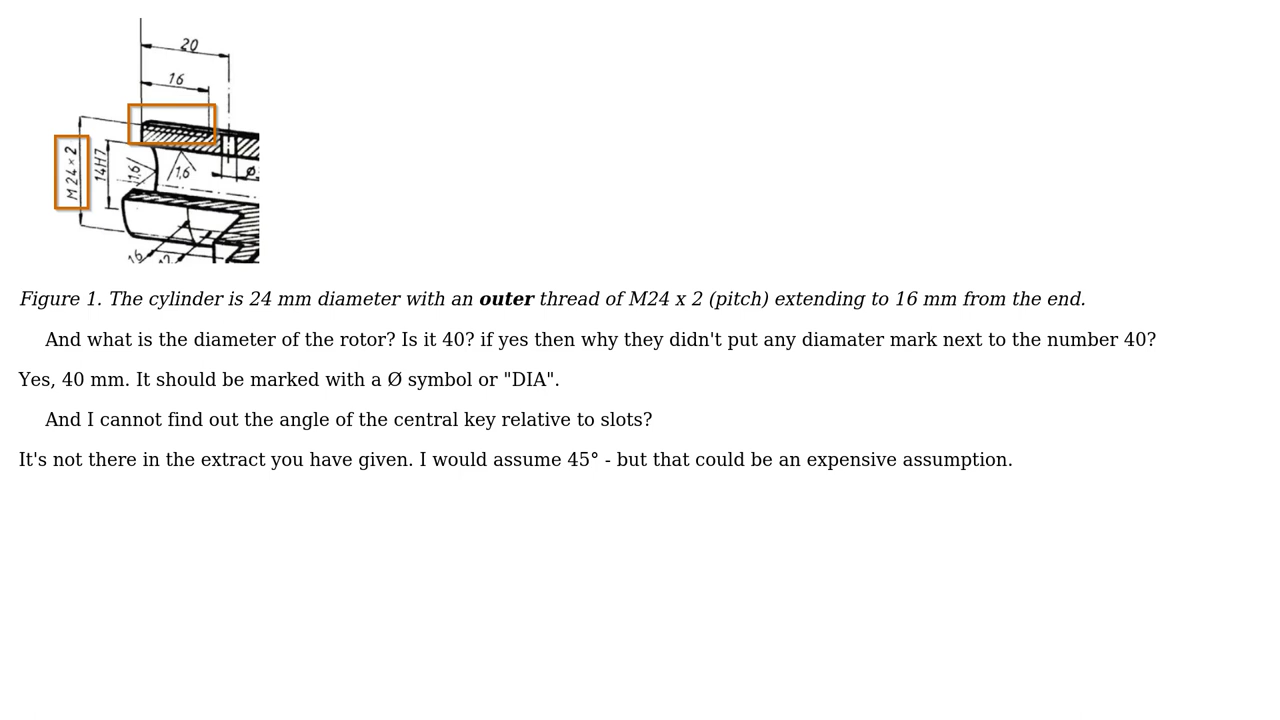 20
16
M 24×2
14H7
1,6
1,6
Ø
16
Figure 1. The cylinder is 24 mm diameter with an outer thread of M24 x 2 (pitch) extending to 16 mm from the end.
And what is the diameter of the rotor? Is it 40? if yes then why they didn't put any diamater mark next to the number 40?
Yes, 40 mm. It should be marked with a Ø symbol or "DIA".
And I cannot find out the angle of the central key relative to slots?
It's not there in the extract you have given. I would assume 45° - but that could be an expensive assumption.